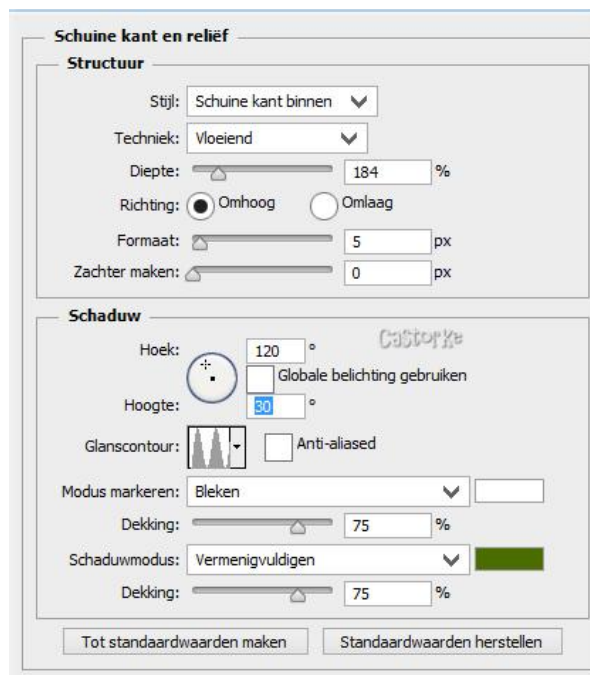 Schuine kant en reliëf
Structuur
Stijl: Schuine kant binnen
Techniek: Vloeiend
Diepte: 184 %
Richting: Omhoog Omlaag
Formaat: 5 px
Zachter maken: 0 px
Schaduw
Castorke
Hoek: 120 °
Globale belichting gebruiken
Hoogte: 30 °
Glanscontour: Anti-aliased
Modus markeren: Bleken
Dekking: 75 %
Schaduwmodus: Vermenigvuldigen
Dekking: 75 %
Tot standaardwaarden maken Standaardwaarden herstellen